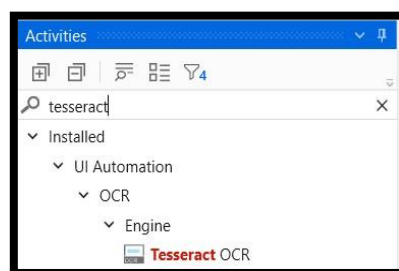 Activities
4
tesseract
Installed
UI Automation
OCR
Engine
Tesseract OCR